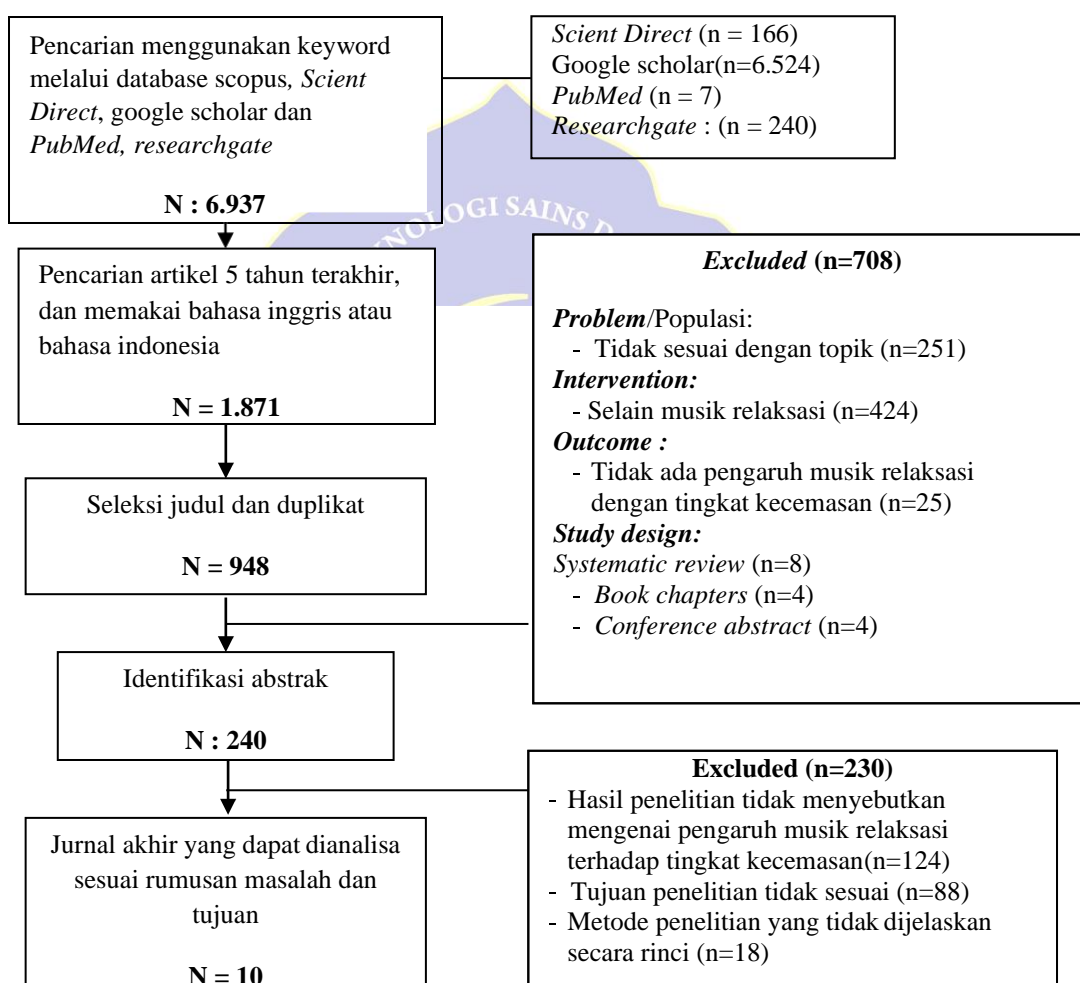 Pencarian menggunakan keyword
melalui database scopus, Scient
Direct, google scholar dan
PubMed, researchgate
N : 6.937
Scient Direct (n = 166)
Google scholar(n=6.524)
PubMed (n = 7)
Researchgate : (n = 240)
NOLOGI SAINS D
Pencarian artikel 5 tahun terakhir,
dan memakai bahasa inggris atau
bahasa indonesia
N = 1.871
Seleksi judul dan duplikat
N = 948
Excluded (n=708)
Problem/Populasi:
- Tidak sesuai dengan topik (n=251)
Intervention:
- Selain musik relaksasi (n=424)
Outcome :
- Tidak ada pengaruh musik relaksasi
dengan tingkat kecemasan (n=25)
Study design:
Systematic review (n=8)
- Book chapters (n=4)
- Conference abstract (n=4)
Identifikasi abstrak
N : 240
Excluded (n=230)
- Hasil penelitian tidak menyebutkan
mengenai pengaruh musik relaksasi
terhadap tingkat kecemasan(n=124)
- Tujuan penelitian tidak sesuai (n=88)
- Metode penelitian yang tidak dijelaskan
secara rinci (n=18)
Jurnal akhir yang dapat dianalisa
sesuai rumusan masalah dan
tujuan
N = 10